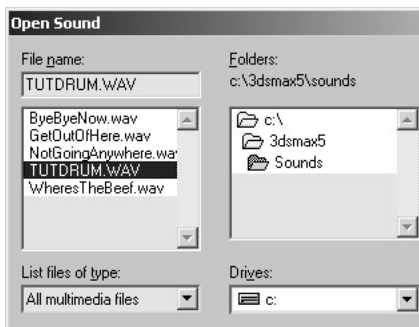 Open Sound
File name:
TUTDRUM.WAV
ByeByeNow.wav
GetOutOfHere.wav
NotGoingAnywhere.wav
TUTDRUM.WAV
WheresTheBeef.wav
List files of type:
All multimedia files
Folders:
c:\3dsmax5\sounds
c:\
3dsmax5
Sounds
Drives:
c: